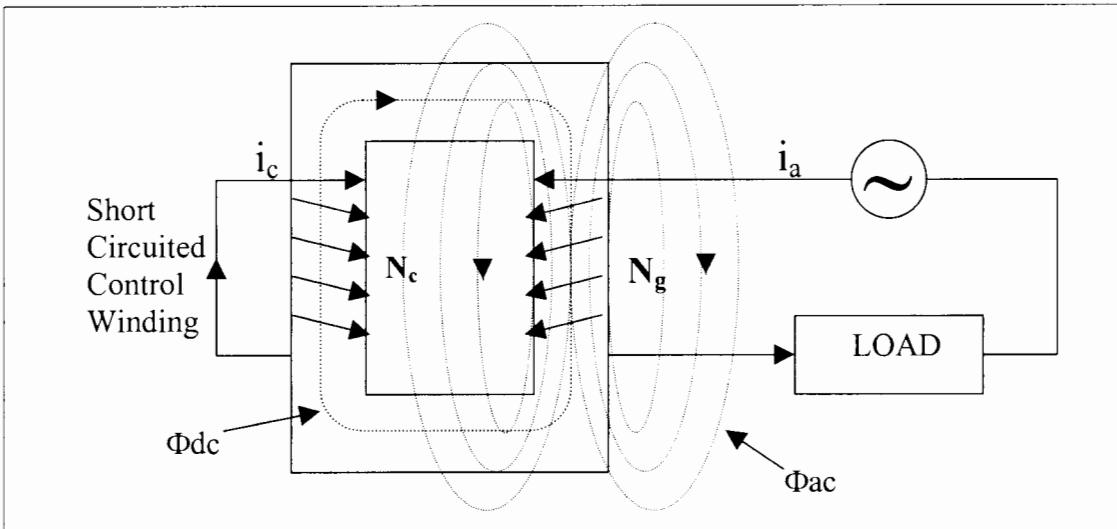 i_c
i_a
Short
Circuited
Control
Winding
N_c
N_g
LOAD
Φdc
Φac